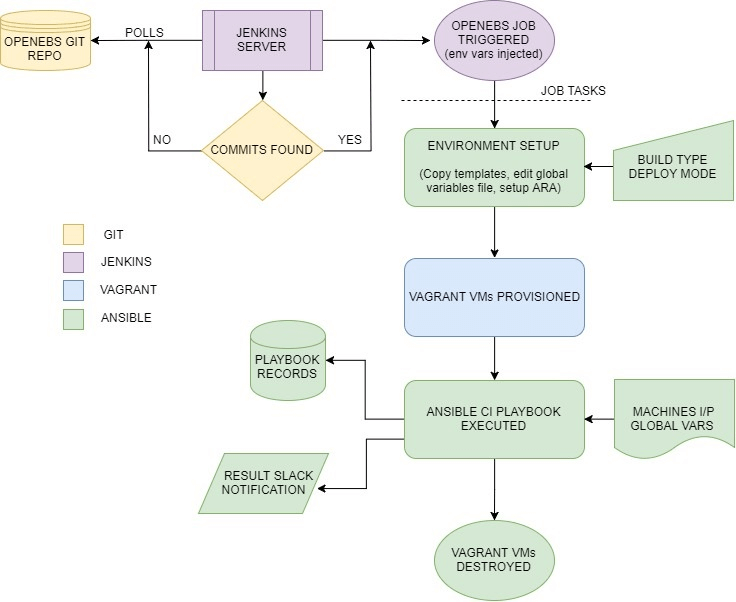 OPENEBS GIT
REPO
POLLS
JENKINS
SERVER
OPENEBS JOB
TRIGGERED
(env vars injected)
JOB TASKS
NO
COMMITS FOUND
YES
ENVIRONMENT SETUP
(Copy templates, edit global
variables file, setup ARA)
BUILD TYPE
DEPLOY MODE
GIT
JENKINS
VAGRANT
ANSIBLE
VAGRANT VMs PROVISIONED
PLAYBOOK
RECORDS
ANSIBLE CI PLAYBOOK
EXECUTED
MACHINES I/P
GLOBAL VARS
RESULT SLACK
NOTIFICATION
VAGRANT VMs
DESTROYED